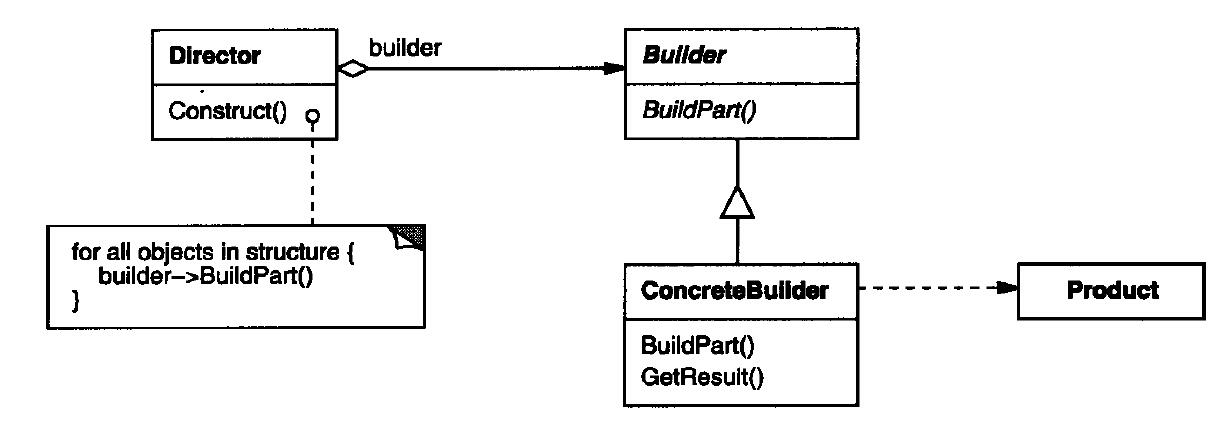 Director
Construct()
builder
Builder
BuildPart()
for all objects in structure {
builder->BuildPart()
}
ConcreteBuilder
BuildPart()
GetResult()
Product